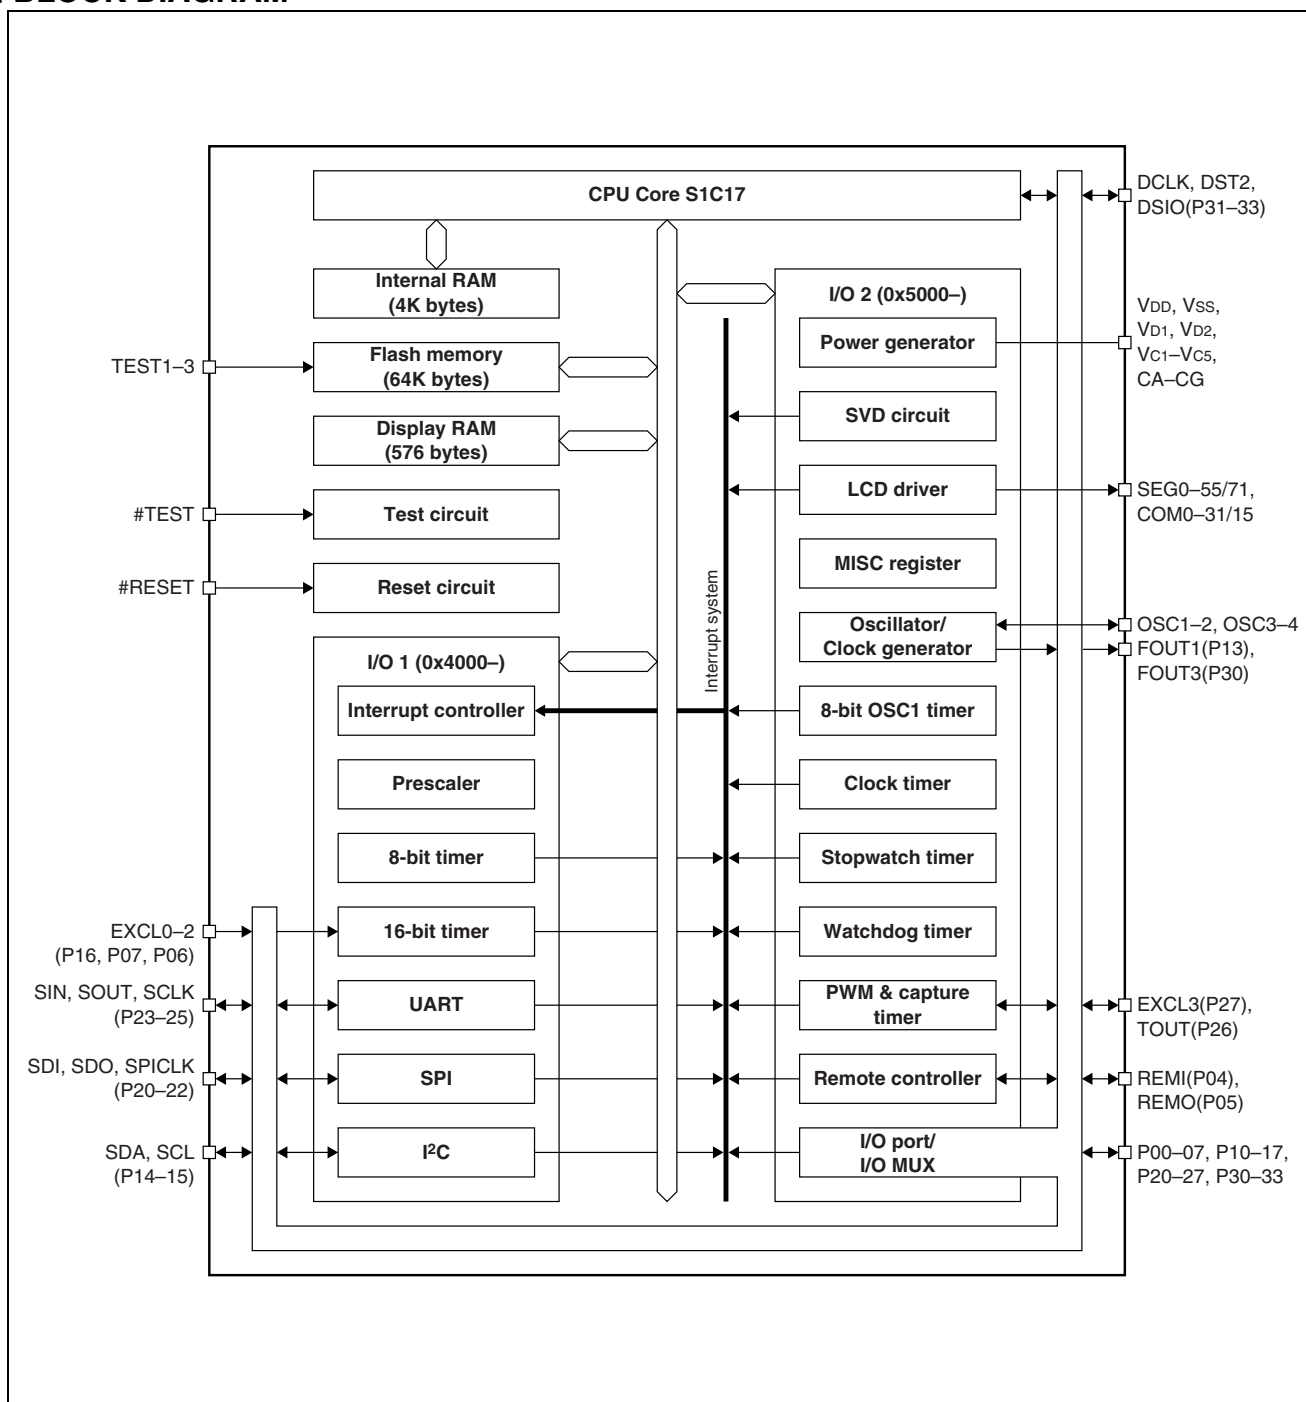 BLOCK DIAGRAM
CPU Core S1C17
DCLK, DST2,
DSIO(P31–33)
Internal RAM
(4K bytes)
I/O 2 (0x5000–)
VDD, VSS,
VD1, VD2,
VC1–VC5,
CA–CG
Power generator
TEST1–3
Flash memory
(64K bytes)
SVD circuit
Display RAM
(576 bytes)
LCD driver
SEG0–55/71,
COM0–31/15
#TEST
Test circuit
MISC register
#RESET
Reset circuit
Interrupt system
Oscillator/
Clock generator
OSC1–2, OSC3–4
FOUT1(P13),
FOUT3(P30)
I/O 1 (0x4000–)
Interrupt controller
8-bit OSC1 timer
Prescaler
Clock timer
8-bit timer
Stopwatch timer
EXCL0–2
(P16, P07, P06)
16-bit timer
Watchdog timer
SIN, SOUT, SCLK
(P23–25)
UART
PWM & capture
timer
EXCL3(P27),
TOUT(P26)
SDI, SDO, SPICLK
(P20–22)
SPI
Remote controller
REMI(P04),
REMO(P05)
SDA, SCL
(P14–15)
I²C
I/O port/
I/O MUX
P00–07, P10–17,
P20–27, P30–33